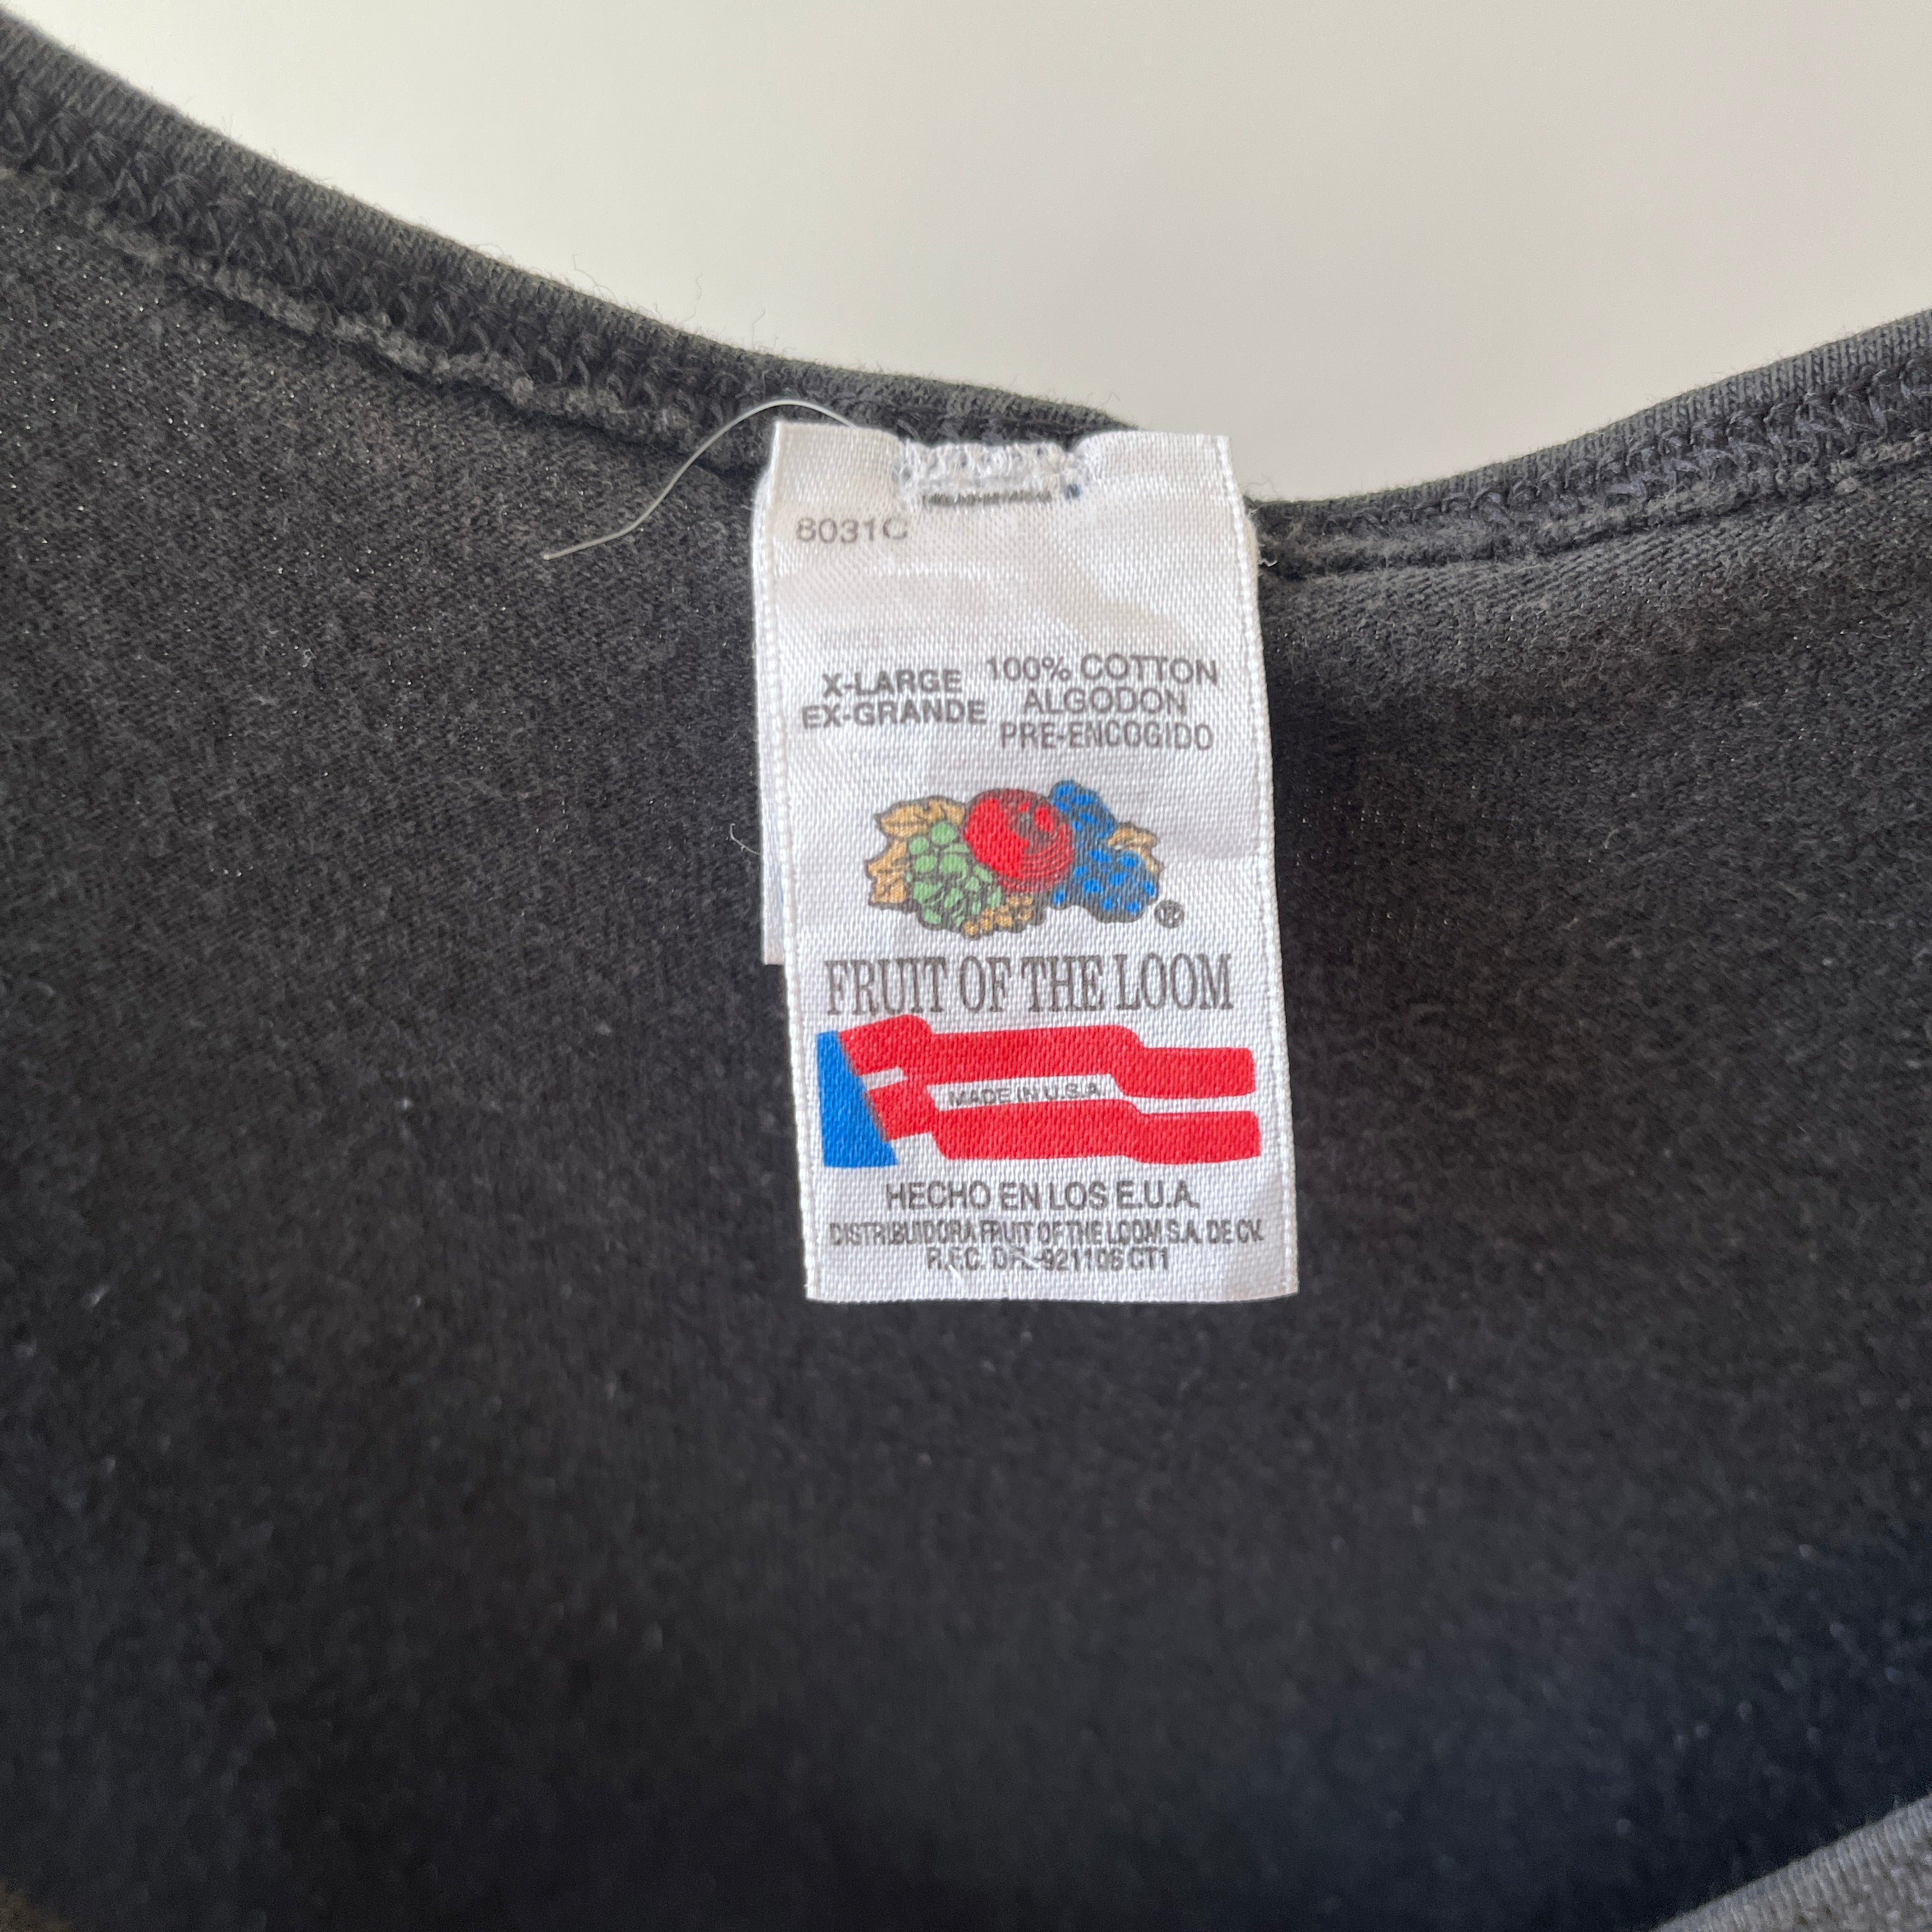 8031C
X-LARGE
EX-GRANDE
100% COTTON
ALGODON
PRE-ENCOGIDO
®
FRUIT OF THE LOOM
MADE IN U.S.A.
HECHO EN LOS E.U.A.
DISTRIBUIDORA FRUIT OF THE LOOM S.A. DE CV.
R.F.C. DFL-921106 CT1